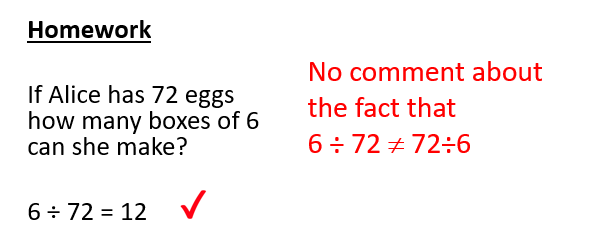 Homework
If Alice has 72 eggs
how many boxes of 6
can she make?
6 ÷ 72 = 12 ✓
No comment about
the fact that
6 ÷ 72 ≠ 72÷6